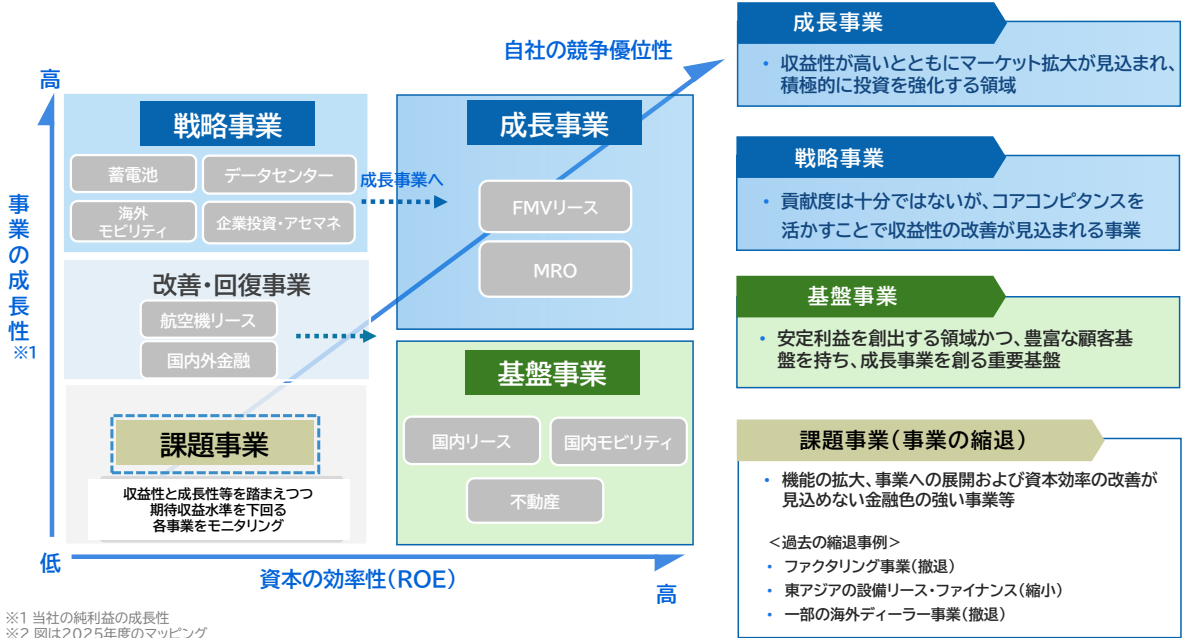 自社の競争優位性
高
事業の成長性
※1
戦略事業
蓄電池
データセンター
海外
モビリティ
企業投資・アセマネ
成長事業へ
成長事業
FMVリース
MRO
改善・回復事業
航空機リース
国内外金融
基盤事業
国内リース
国内モビリティ
不動産
課題事業
収益性と成長性等を踏まえつつ
期待収益水準を下回る
各事業をモニタリング
低
資本の効率性(ROE)
高
※1 当社の純利益の成長性
※2 図は2025年度のマッピング
成長事業
• 収益性が高いとともにマーケット拡大が見込まれ、
積極的に投資を強化する領域
戦略事業
• 貢献度は十分ではないが、コアコンピタンスを
活かすことで収益性の改善が見込まれる事業
基盤事業
• 安定利益を創出する領域かつ、豊富な顧客基
盤を持ち、成長事業を創る重要基盤
課題事業(事業の縮退)
• 機能の拡大、事業への展開および資本効率の改善が
見込めない金融色の強い事業等
＜過去の縮退事例＞
• ファクタリング事業(撤退)
• 東アジアの設備リース・ファイナンス(縮小)
• 一部の海外ディーラー事業(撤退)